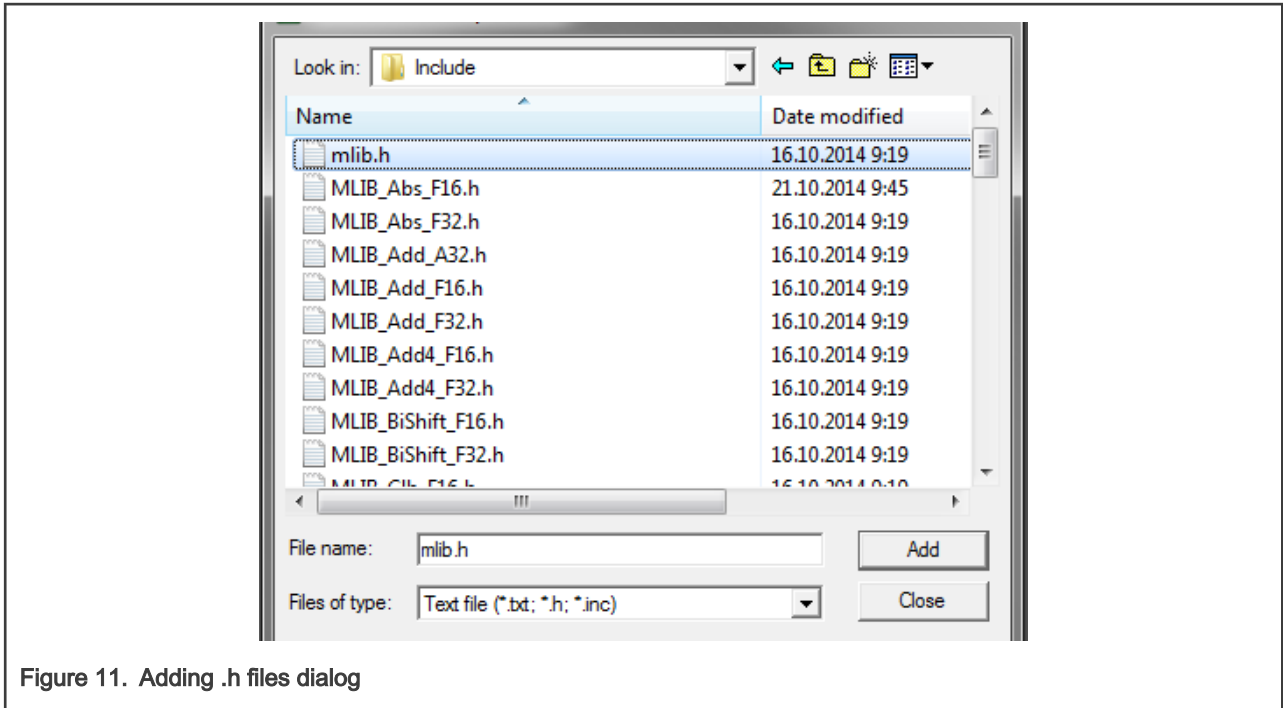 Look in: Include
Name Date modified
mlib.h 16.10.2014 9:19
MLIB_Abs_F16.h 21.10.2014 9:45
MLIB_Abs_F32.h 16.10.2014 9:19
MLIB_Add_A32.h 16.10.2014 9:19
MLIB_Add_F16.h 16.10.2014 9:19
MLIB_Add_F32.h 16.10.2014 9:19
MLIB_Add4_F16.h 16.10.2014 9:19
MLIB_Add4_F32.h 16.10.2014 9:19
MLIB_BiShift_F16.h 16.10.2014 9:19
MLIB_BiShift_F32.h 16.10.2014 9:19
File name: mlib.h Add
Files of type: Text file (*.txt; *.h; *.inc) Close
Figure 11. Adding .h files dialog